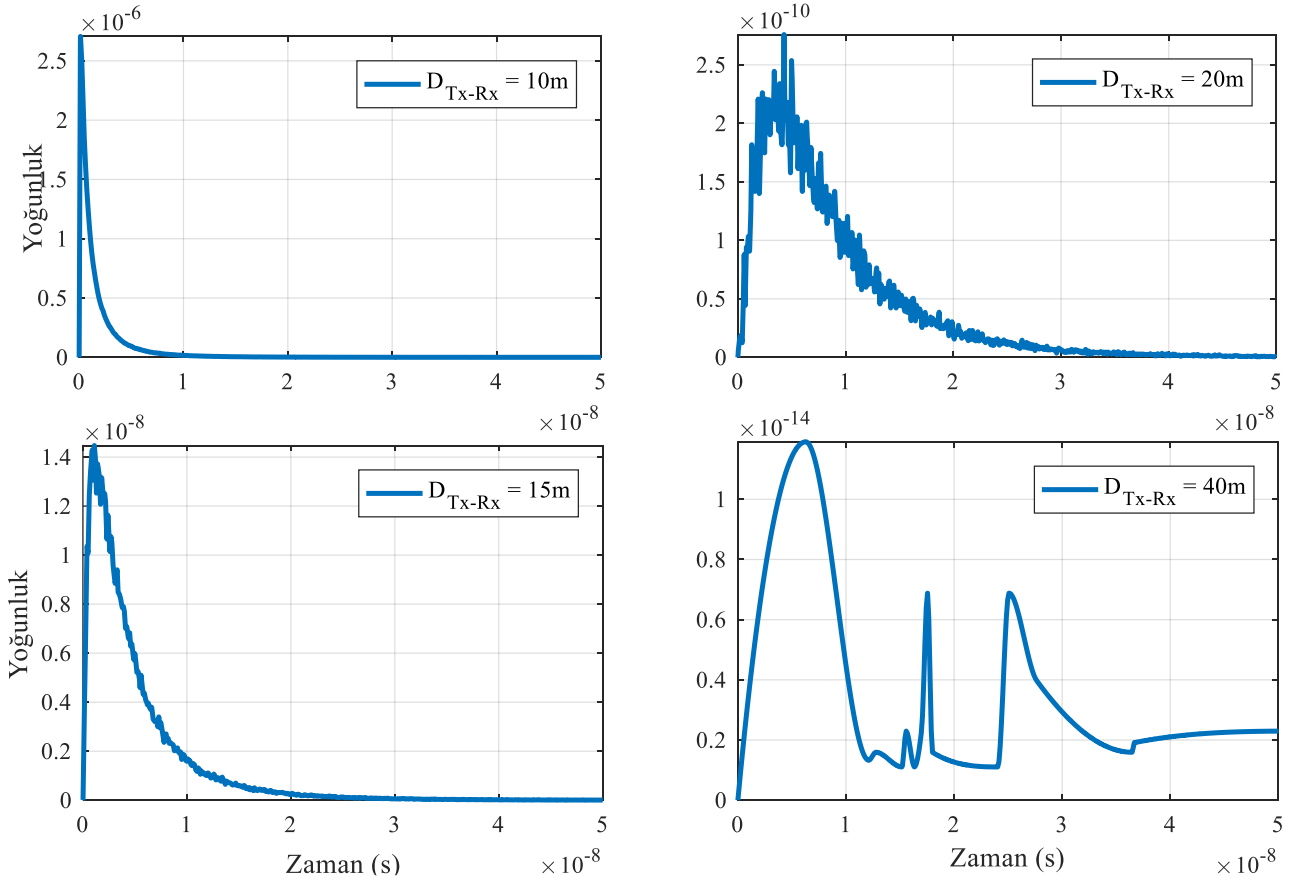 ×10-6
2.5
2
1.5
1
0.5
0
Yoğunluk
D Tx-Rx = 10m
0 1 2 3 4 5
×10-8
×10-10
2.5
2
1.5
1
0.5
0
D Tx-Rx = 20m
0 1 2 3 4 5
×10-8
×10-8
1.4
1.2
1
0.8
0.6
0.4
0.2
0
Yoğunluk
D Tx-Rx = 15m
0 1 2 3 4 5
Zaman (s)
×10-8
×10-14
1
0.8
0.6
0.4
0.2
0
D Tx-Rx = 40m
0 1 2 3 4 5
Zaman (s)
×10-8